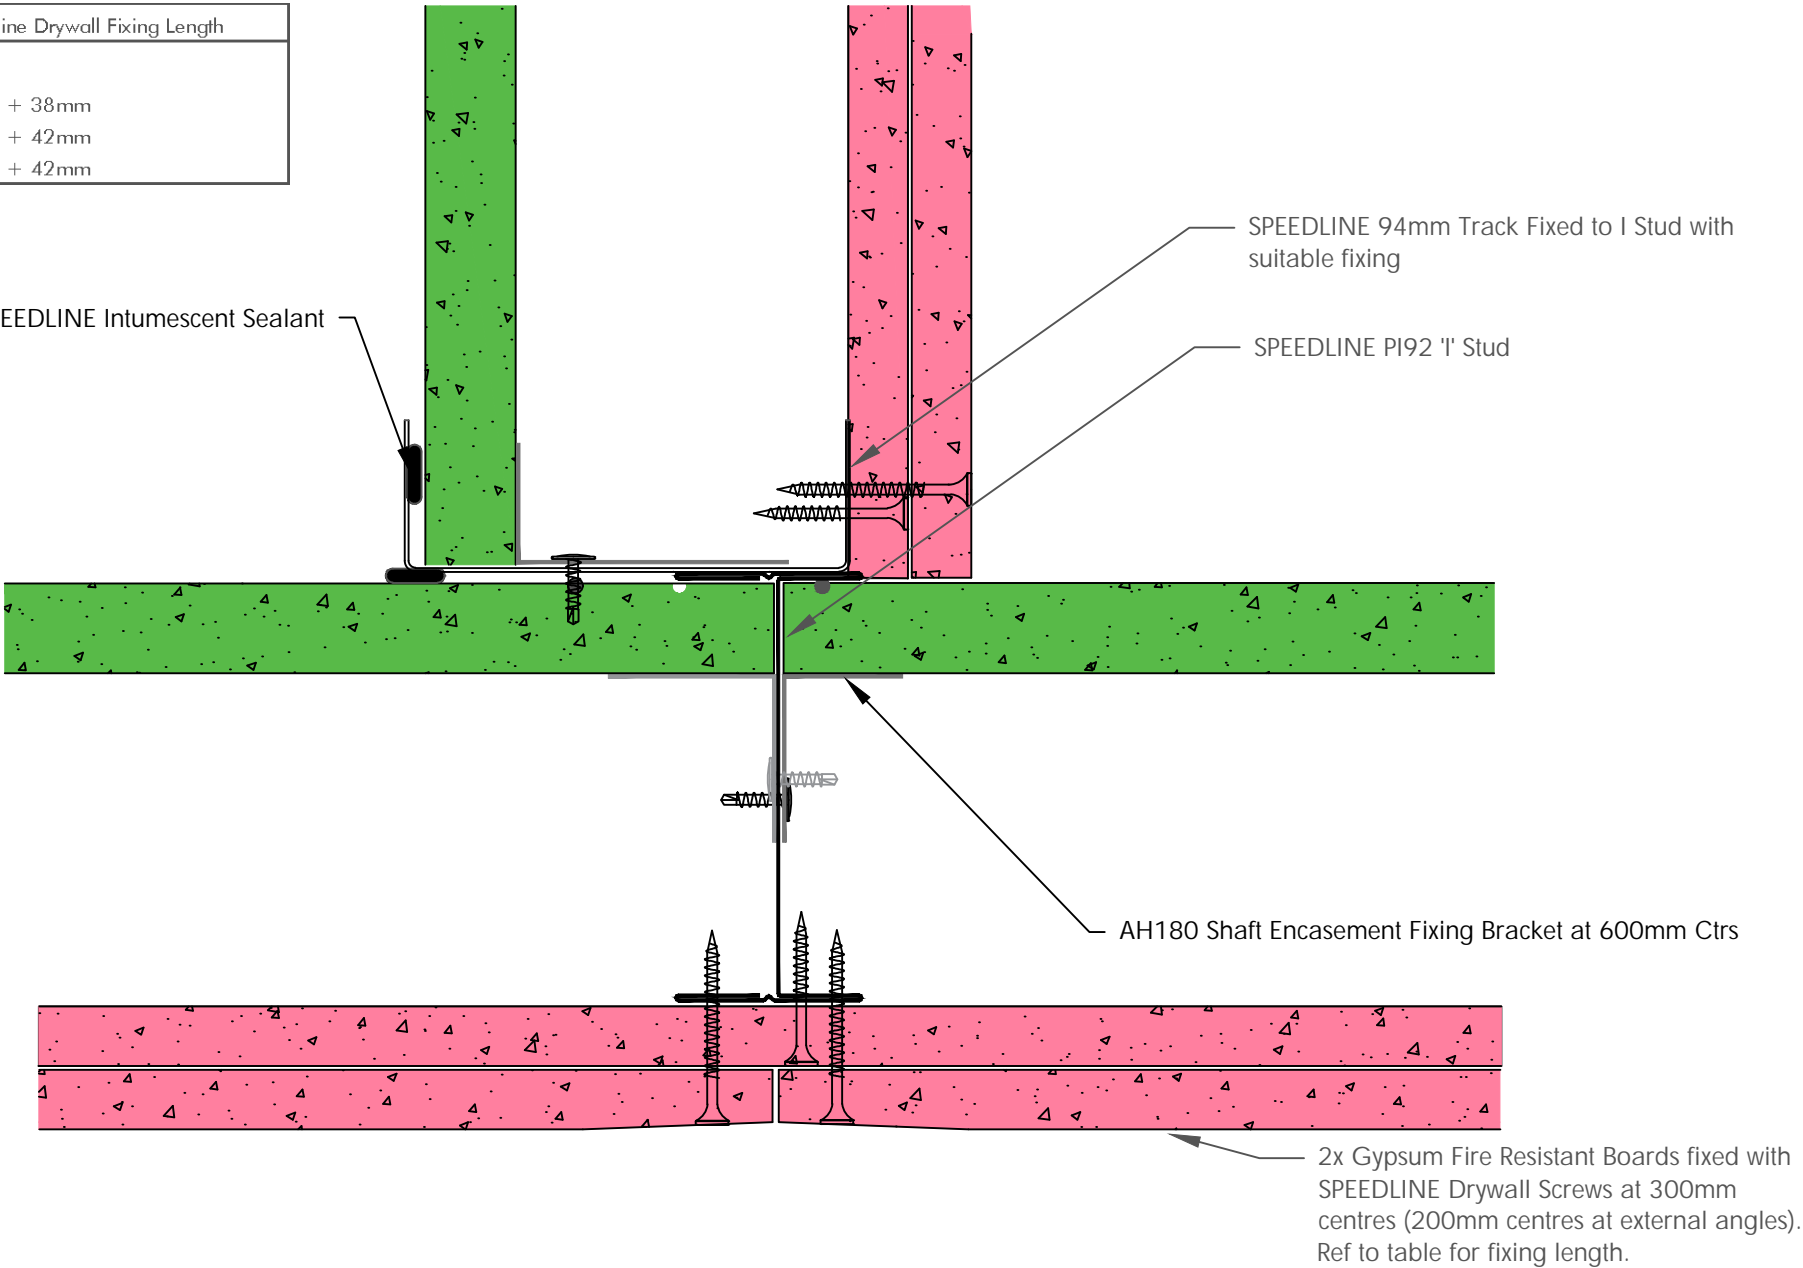 ine Drywall Fixing Length
+ 38mm
+ 42mm
+ 42mm
SPEEDLINE 94mm Track Fixed to I Stud with
suitable fixing
EEDLINE Intumescent Sealant
SPEEDLINE PI92 'I' Stud
AH180 Shaft Encasement Fixing Bracket at 600mm Ctrs
2x Gypsum Fire Resistant Boards fixed with
SPEEDLINE Drywall Screws at 300mm
centres (200mm centres at external angles).
Ref to table for fixing length.